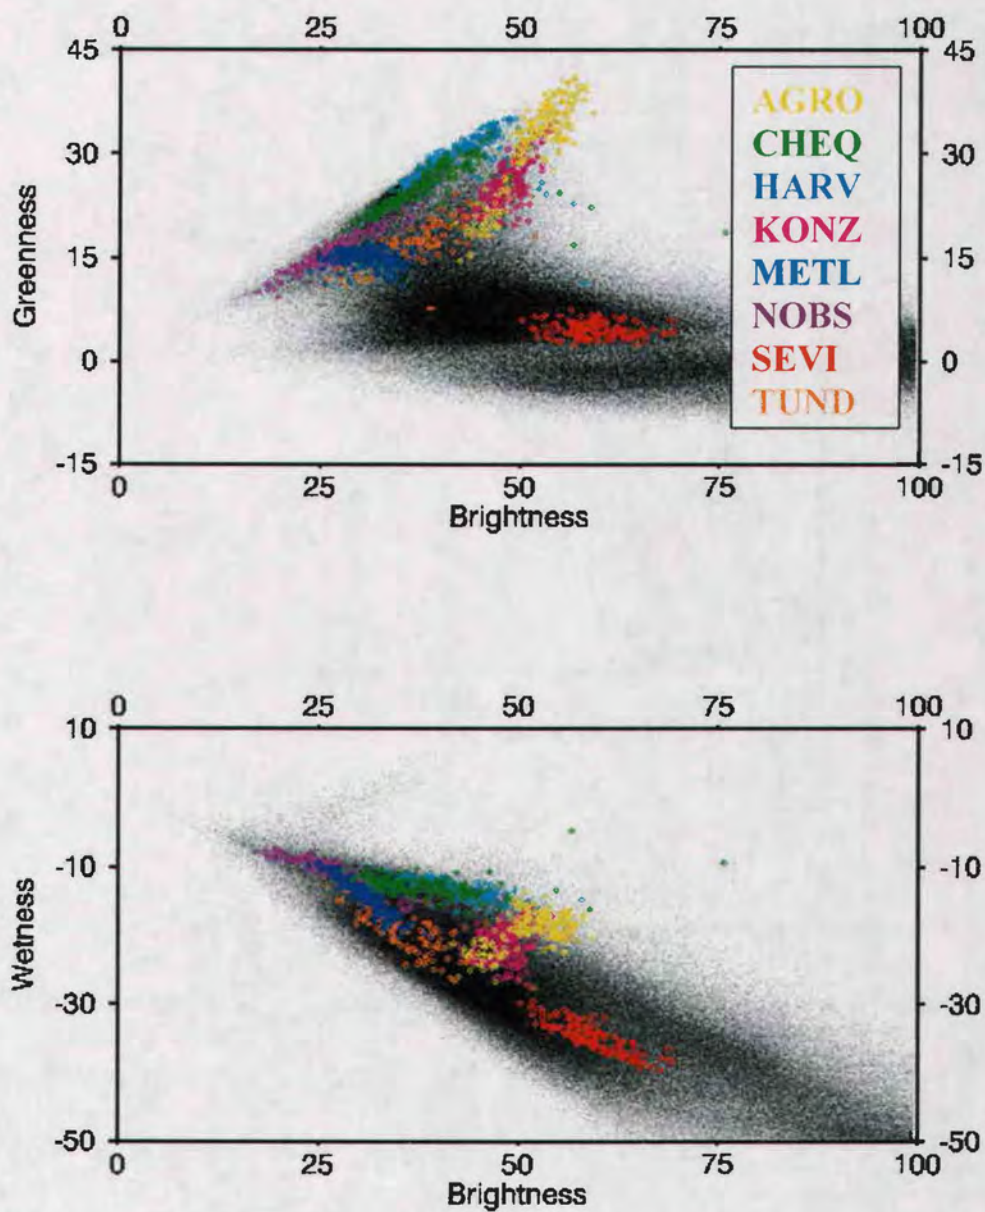 0 25 50 75 100
45 45
AGRO
CHEQ
30 HARV 30
KONZ
15 METL 15
NOBS
0 SEVI 0
TUND
-15 -15
0 25 50 75 100
Greenness
Brightness
0 25 50 75 100
10 10
-10 -10
-30 -30
-50 -50
0 25 50 75 100
Wetness
Brightness